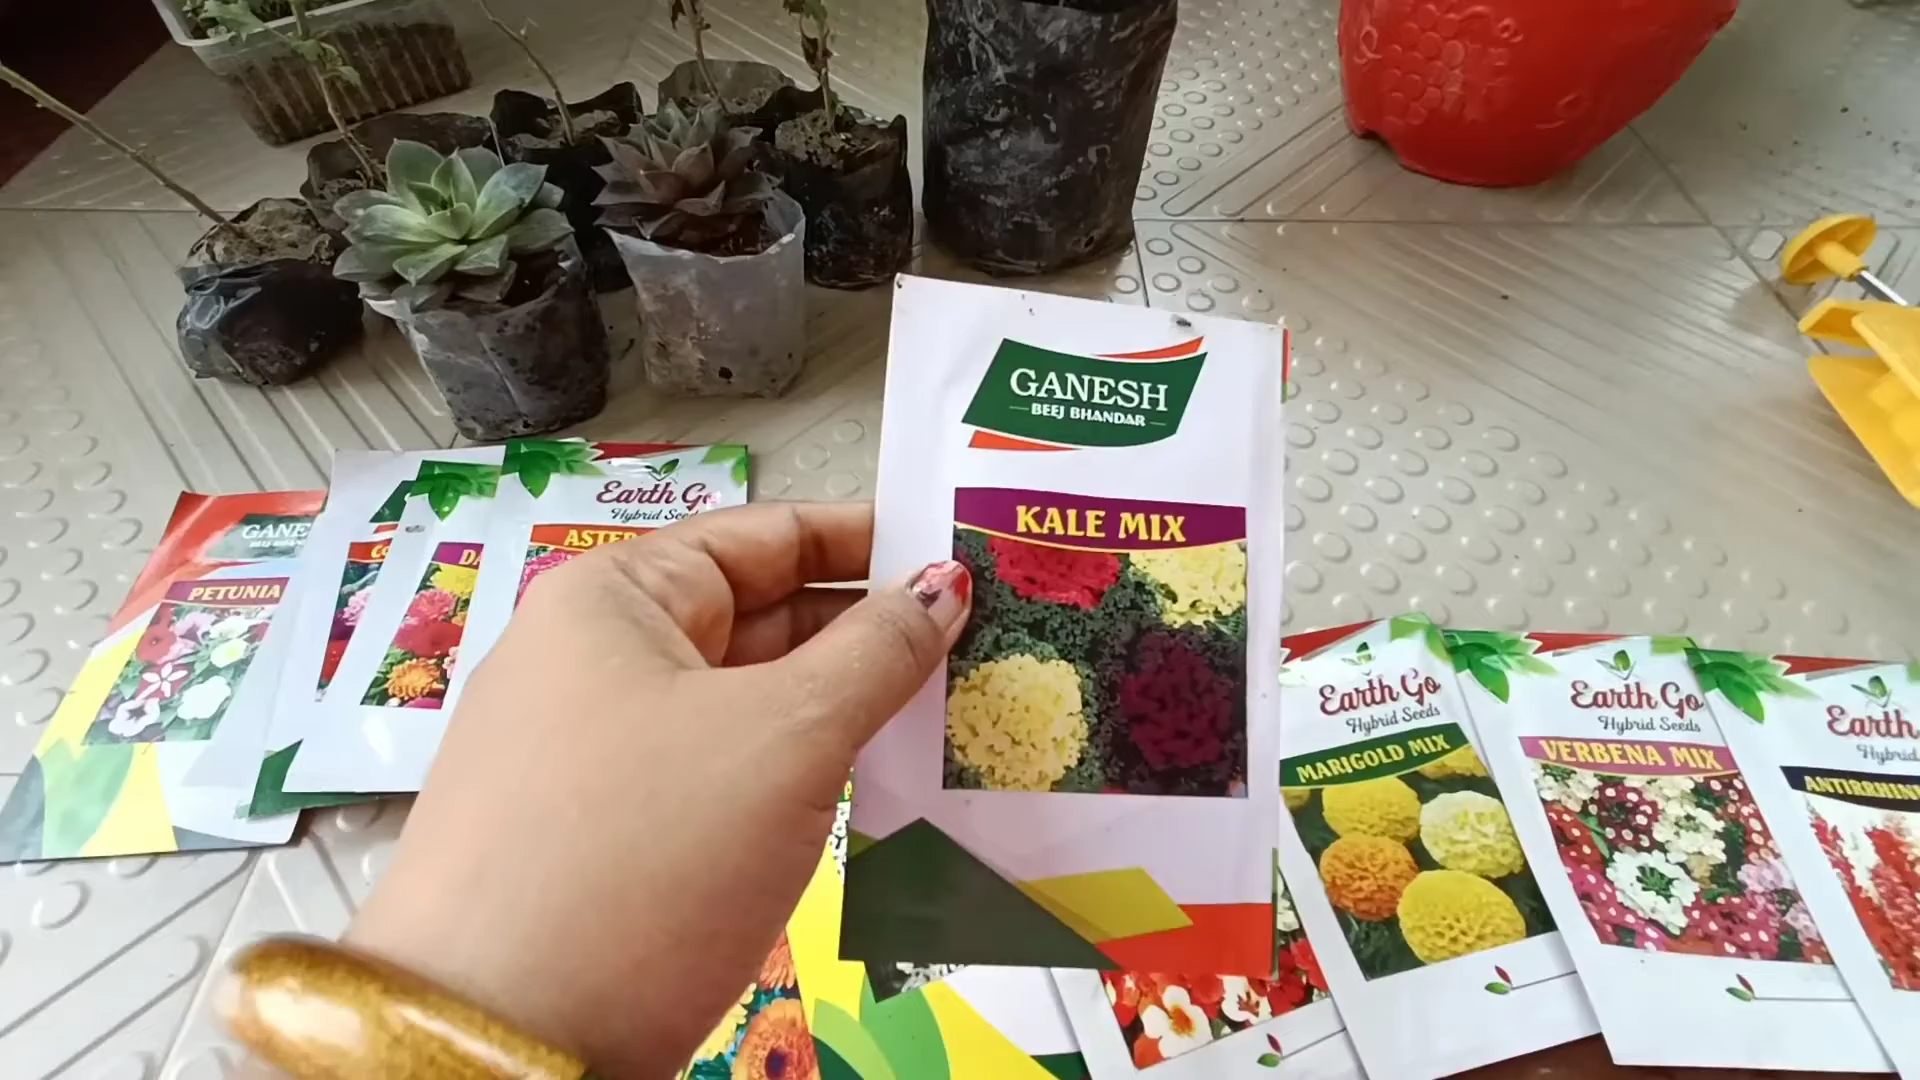 GANESH
BEEJ BHANDAR
KALE MIX
Earth Go
Hybrid Seeds
PETUNIA
Earth Go
Hybrid Seeds
MARIGOLD MIX
Earth Go
Hybrid Seeds
VERBENA MIX
Earth
Hybrid